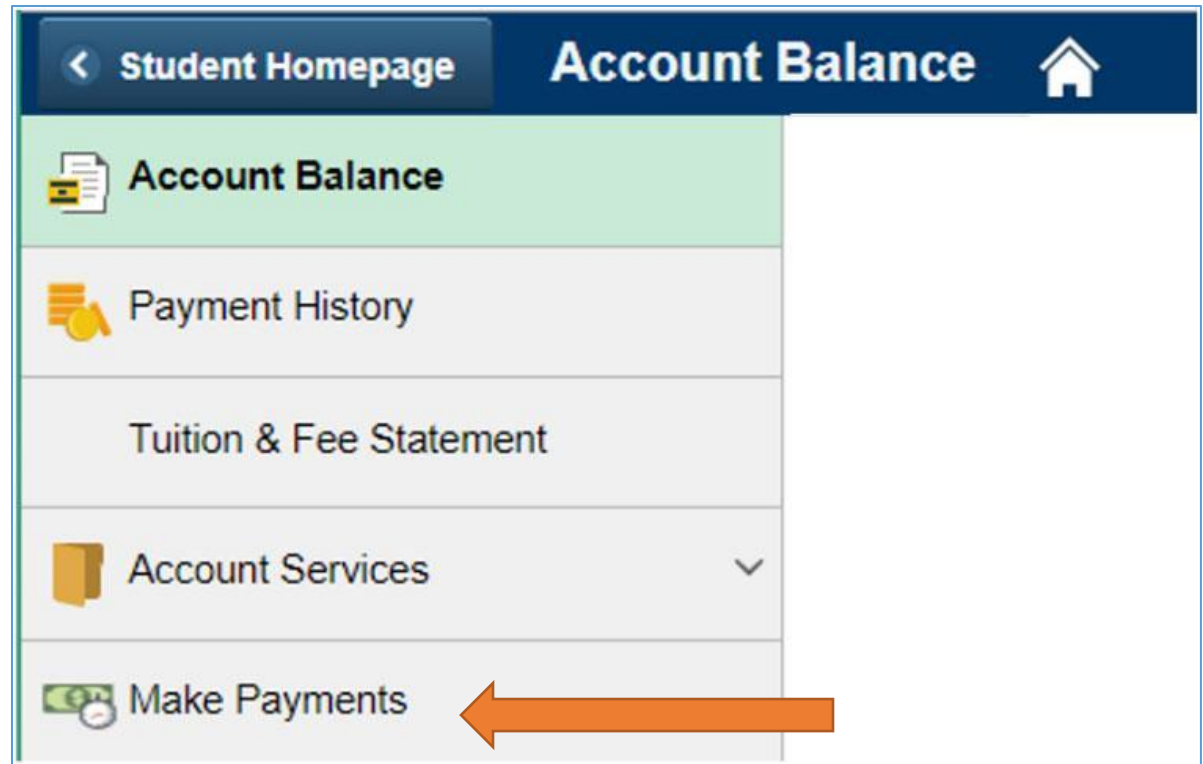 Student Homepage
Account Balance
Account Balance
Payment History
Tuition & Fee Statement
Account Services
Make Payments